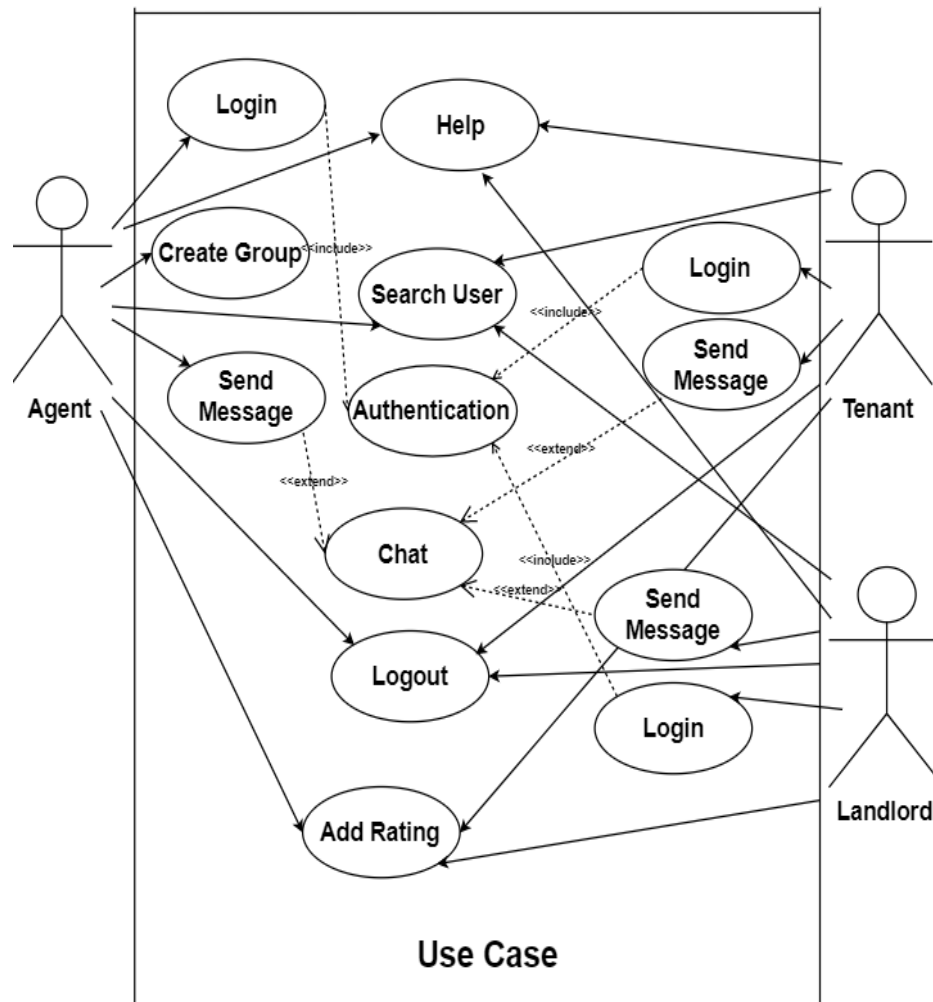 Login
Help
Create Group
<<include>>
Search User
Login
<<include>>
Send
Message
Send
Message
Authentication
Agent
Tenant
<<extend>>
<<extend>>
Chat
<<include>>
<<extend>>
Send
Message
Logout
Login
Add Rating
Landlord
Use Case